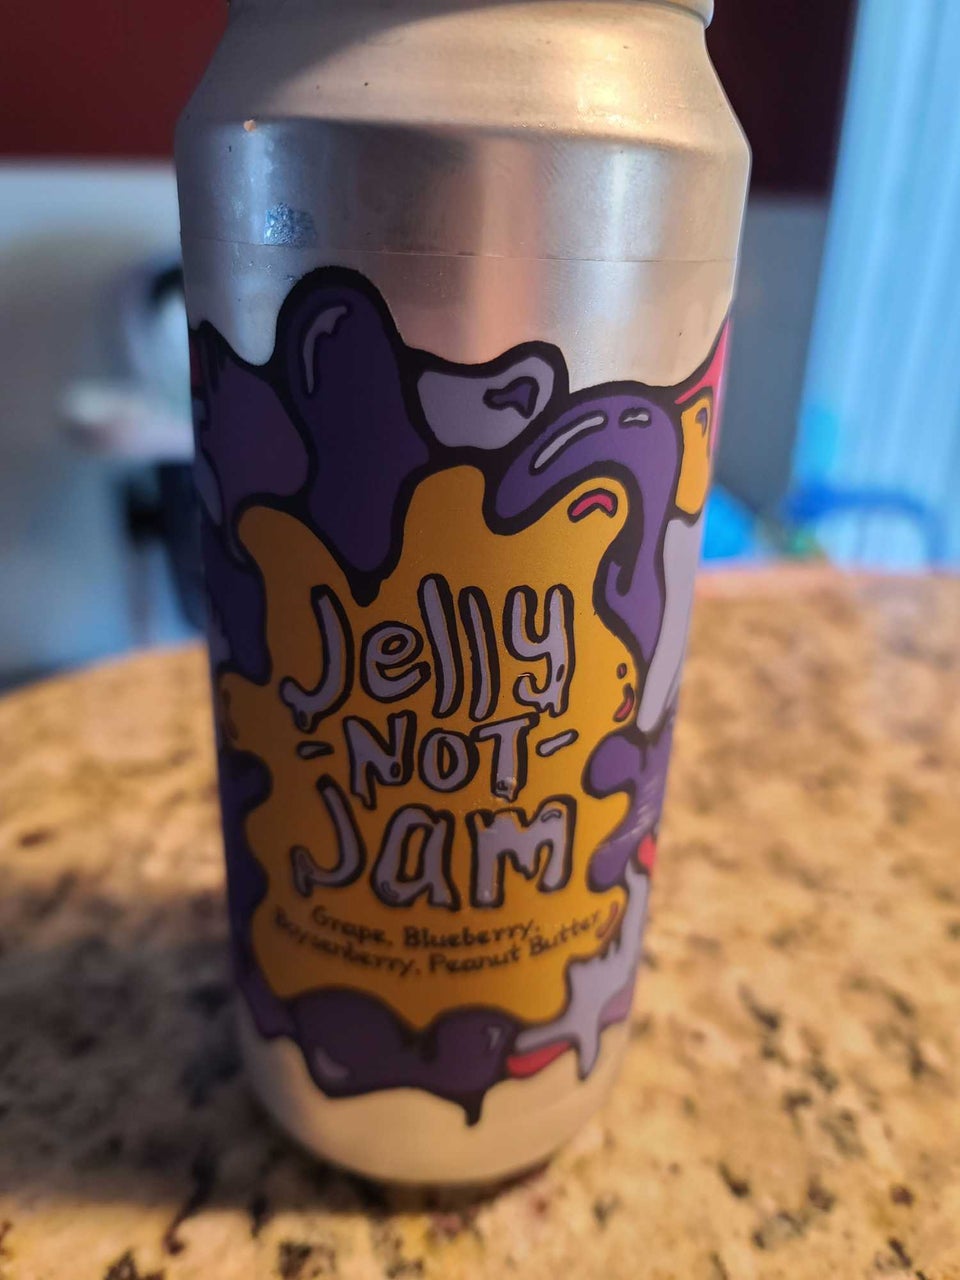 Jelly
-NOT-
Jam
Grape, Blueberry,
Boysenberry, Peanut Butter